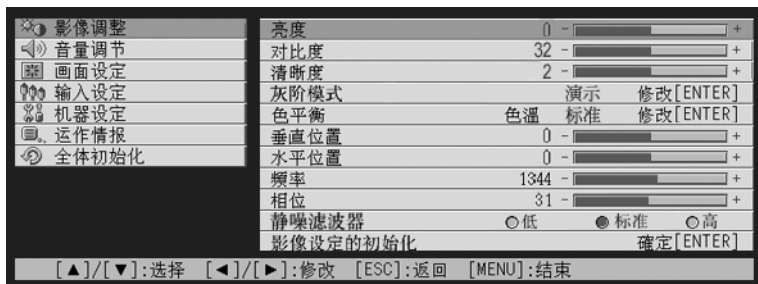 影像调整
音量调节
画面设定
输入设定
机器设定
运作情报
全体初始化
亮度 0 - +
对比度 32 - +
清晰度 2 - +
灰阶模式 演示 修改[ENTER]
色平衡 色溫 标准 修改[ENTER]
垂直位置 0 - +
水平位置 0 - +
频率 1344 - +
相位 31 - +
静噪滤波器 低 标准 高
影像设定的初始化 確定[ENTER]
[▲]/[▼]:选择 [◄]/[►]:修改 [ESC]:返回 [MENU]:结束